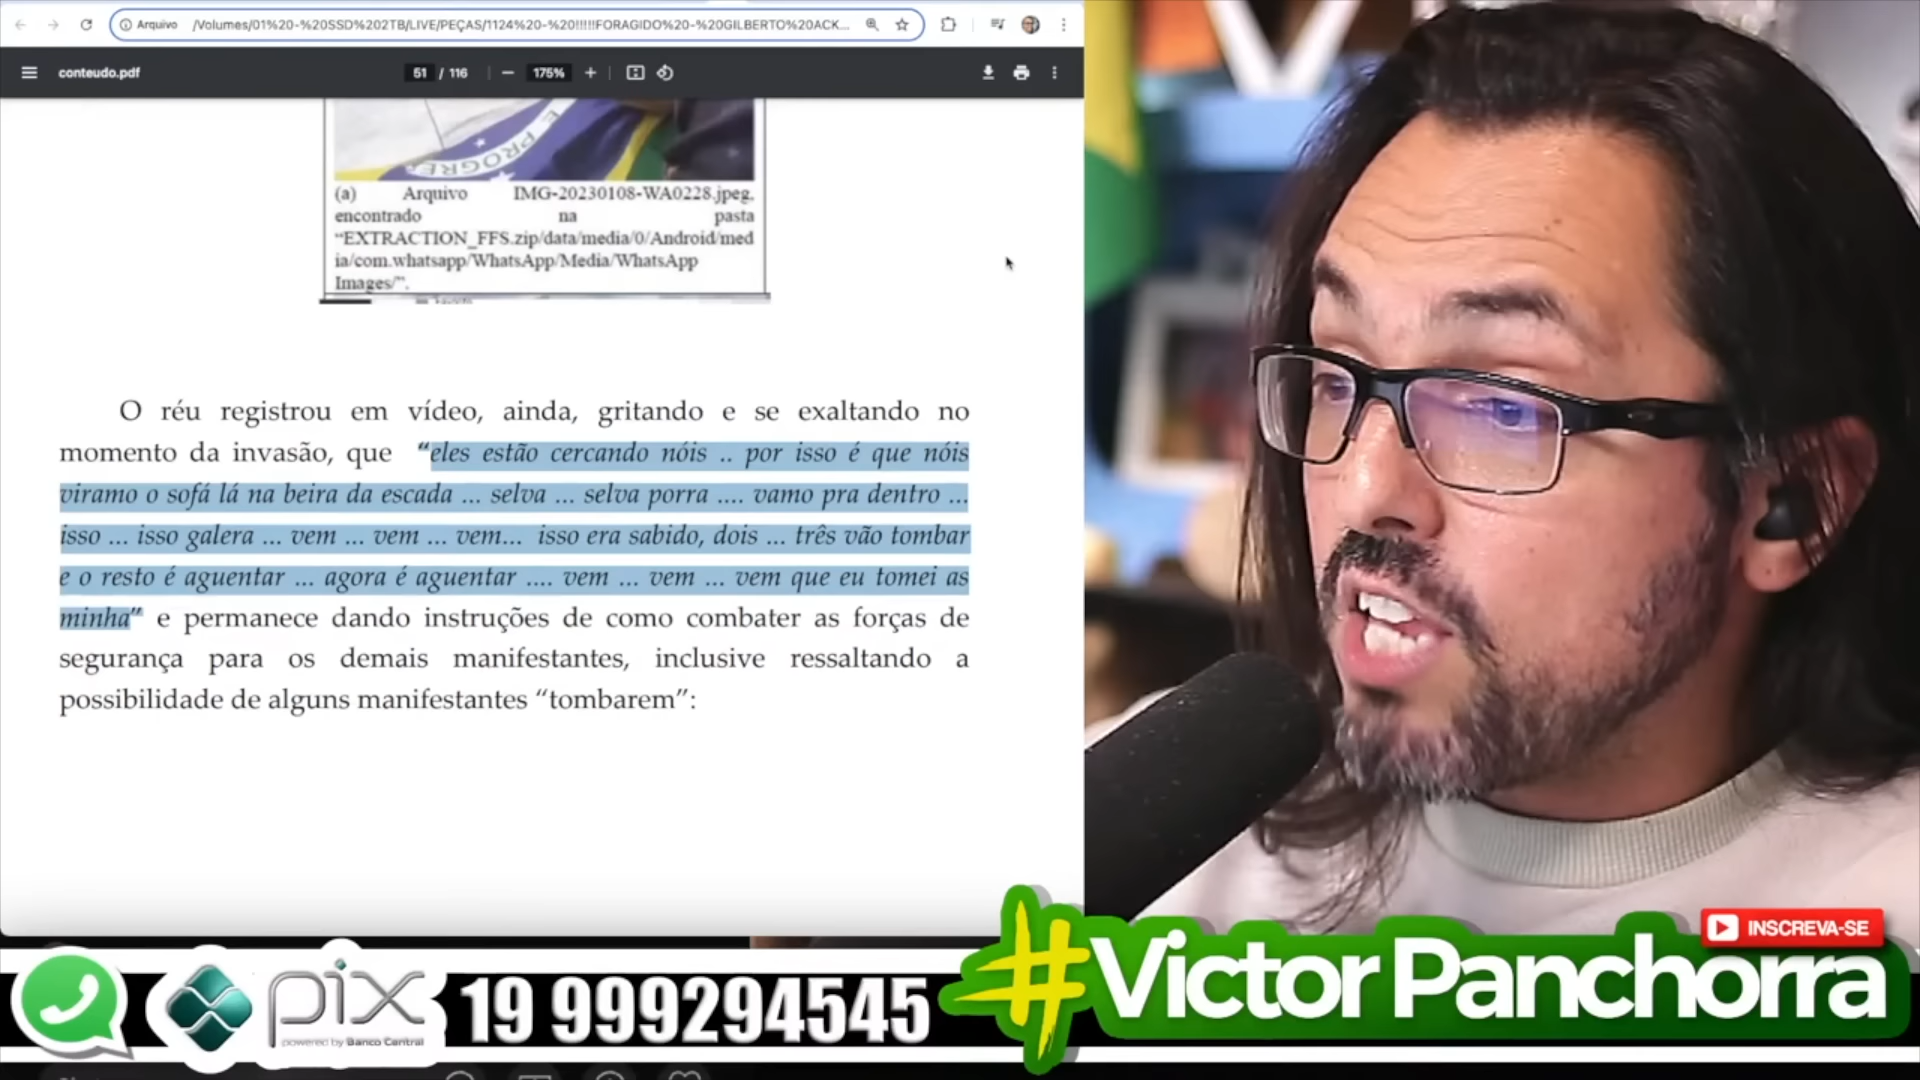 Arquivo /Volumes/01%20-%20SSD%202TB/LIVE/PEÇAS/1124%20-%20!!!!!FORAGIDO%20-%20GILBERTO%20ACK...
conteudo.pdf 51 / 116 − 175% +
E PROGRE
(a) Arquivo IMG-20230108-WA0228.jpeg,
encontrado na pasta
“EXTRACTION_FFS.zip/data/media/0/Android/med
ia/com.whatsapp/WhatsApp/Media/WhatsApp
Images/”.
O réu registrou em vídeo, ainda, gritando e se exaltando no
momento da invasão, que “eles estão cercando nóis .. por isso é que nóis
viramo o sofá lá na beira da escada ... selva ... selva porra .... vamo pra dentro ...
isso ... isso galera ... vem ... vem ... vem... isso era sabido, dois ... três vão tombar
e o resto é aguentar ... agora é aguentar .... vem ... vem ... vem que eu tomei as
minha” e permanece dando instruções de como combater as forças de
segurança para os demais manifestantes, inclusive ressaltando a
possibilidade de alguns manifestantes “tombarem”:
INSCREVA-SE
pix
powered by Banco Central
19 999294545
#Victor Panchorra